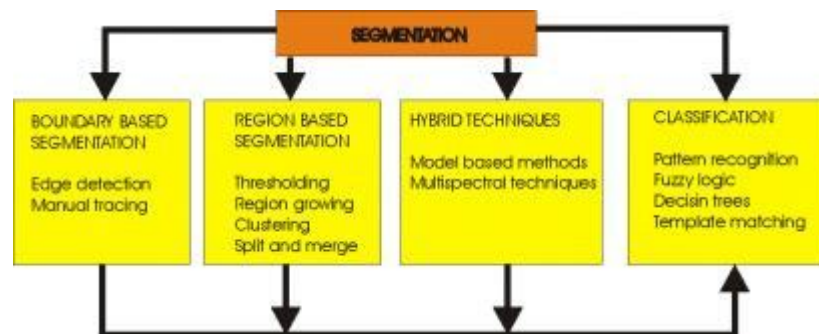 SEGMENTATION
BOUNDARY BASED
SEGMENTATION
Edge detection
Manual tracing
REGION BASED
SEGMENTATION
Thresholding
Region growing
Clustering
Split and merge
HYBRID TECHNIQUES
Model based methods
Multispectral techniques
CLASSIFICATION
Pattern recognition
Fuzzy logic
Decisin trees
Template matching